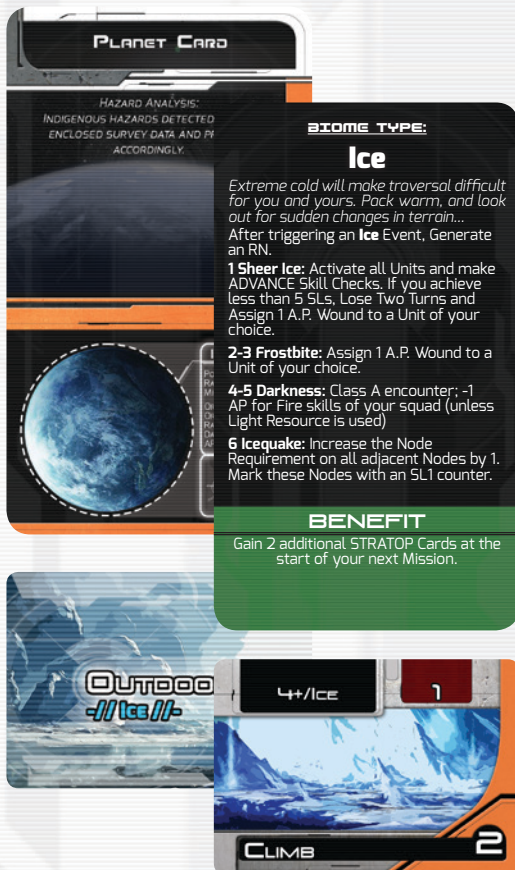 Planet Card
Hazard Analysis:
Indigenous hazards detected
enclosed survey data and
accordingly.
BIOME TYPE:
Ice
Extreme cold will make traversal difficult
for you and yours. Pack warm, and look
out for sudden changes in terrain...
After triggering an Ice Event, Generate
an RN.
1 Sheer Ice: Activate all Units and make
ADVANCE Skill Checks. If you achieve
less than 5 SLs, Lose Two Turns and
Assign 1 A.P. Wound to a Unit of your
choice.
2-3 Frostbite: Assign 1 A.P. Wound to a
Unit of your choice.
4-5 Darkness: Class A encounter; -1
AP for Fire skills of your squad (unless
Light Resource is used)
6 Icequake: Increase the Node
Requirement on all adjacent Nodes by 1.
Mark these Nodes with an SL1 counter.
BENEFIT
Gain 2 additional STRATOP Cards at the
start of your next Mission.
Outdoo
-// Ice //-
4+/Ice
1
Climb
2